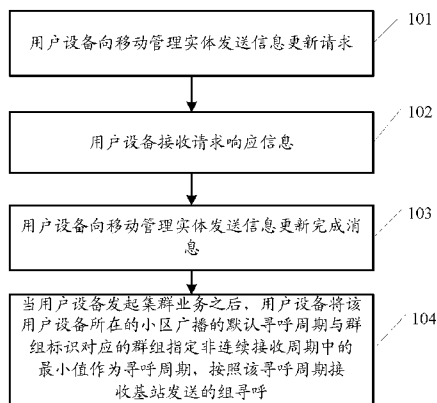 用户设备向移动管理实体发送信息更新请求
101
用户设备接收请求响应信息
102
用户设备向移动管理实体发送信息更新完成消
息
103
当用户设备发起集群业务之后，用户设备将该
用户设备所在的小区广播的默认寻呼周期与群
组标识对应的群组指定非连续接收周期中的
最小值作为寻呼周期，按照该寻呼周期接
收基站发送的组寻呼
104